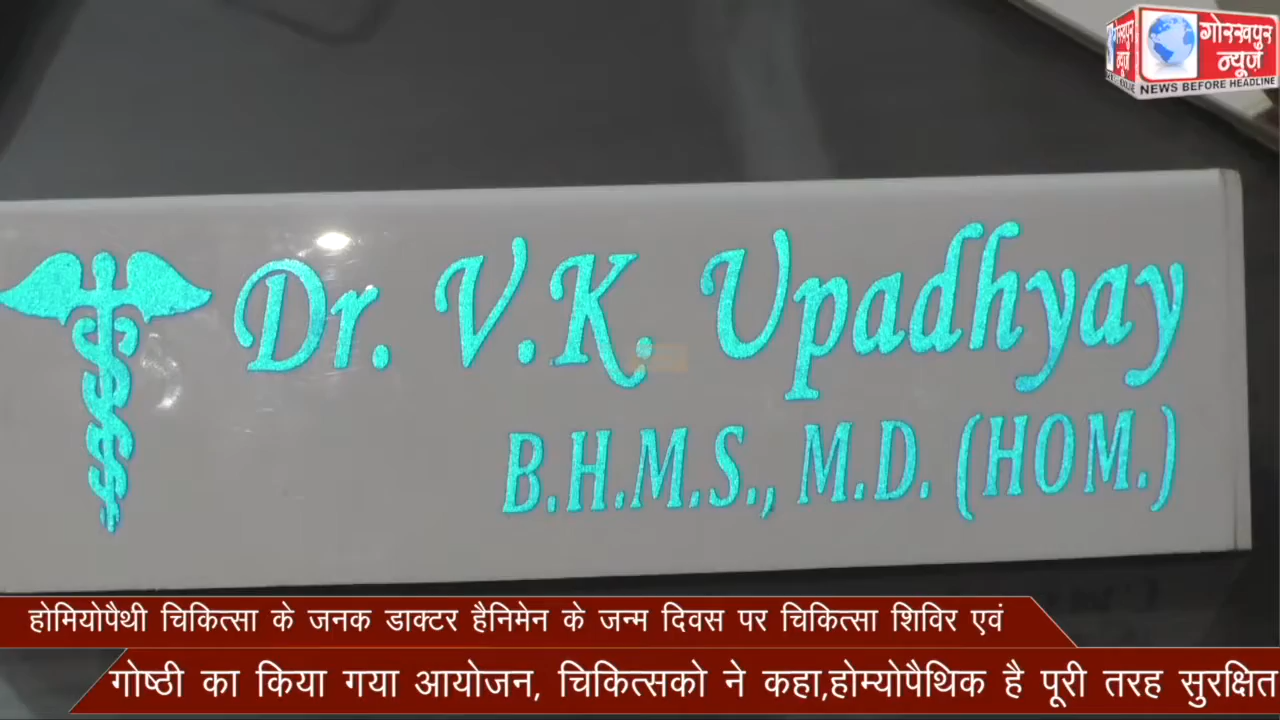 गोरखपुर
न्यूज़
गोरखपुर
न्यूज़
NEWS BEFORE HEADLINE
Dr. V.K. Upadhyay
B.H.M.S., M.D. (HOM.)
होमियोपैथी चिकित्सा के जनक डाक्टर हैनिमेन के जन्म दिवस पर चिकित्सा शिविर एवं
गोष्ठी का किया गया आयोजन, चिकित्सको ने कहा,होम्योपैथिक है पूरी तरह सुरक्षित